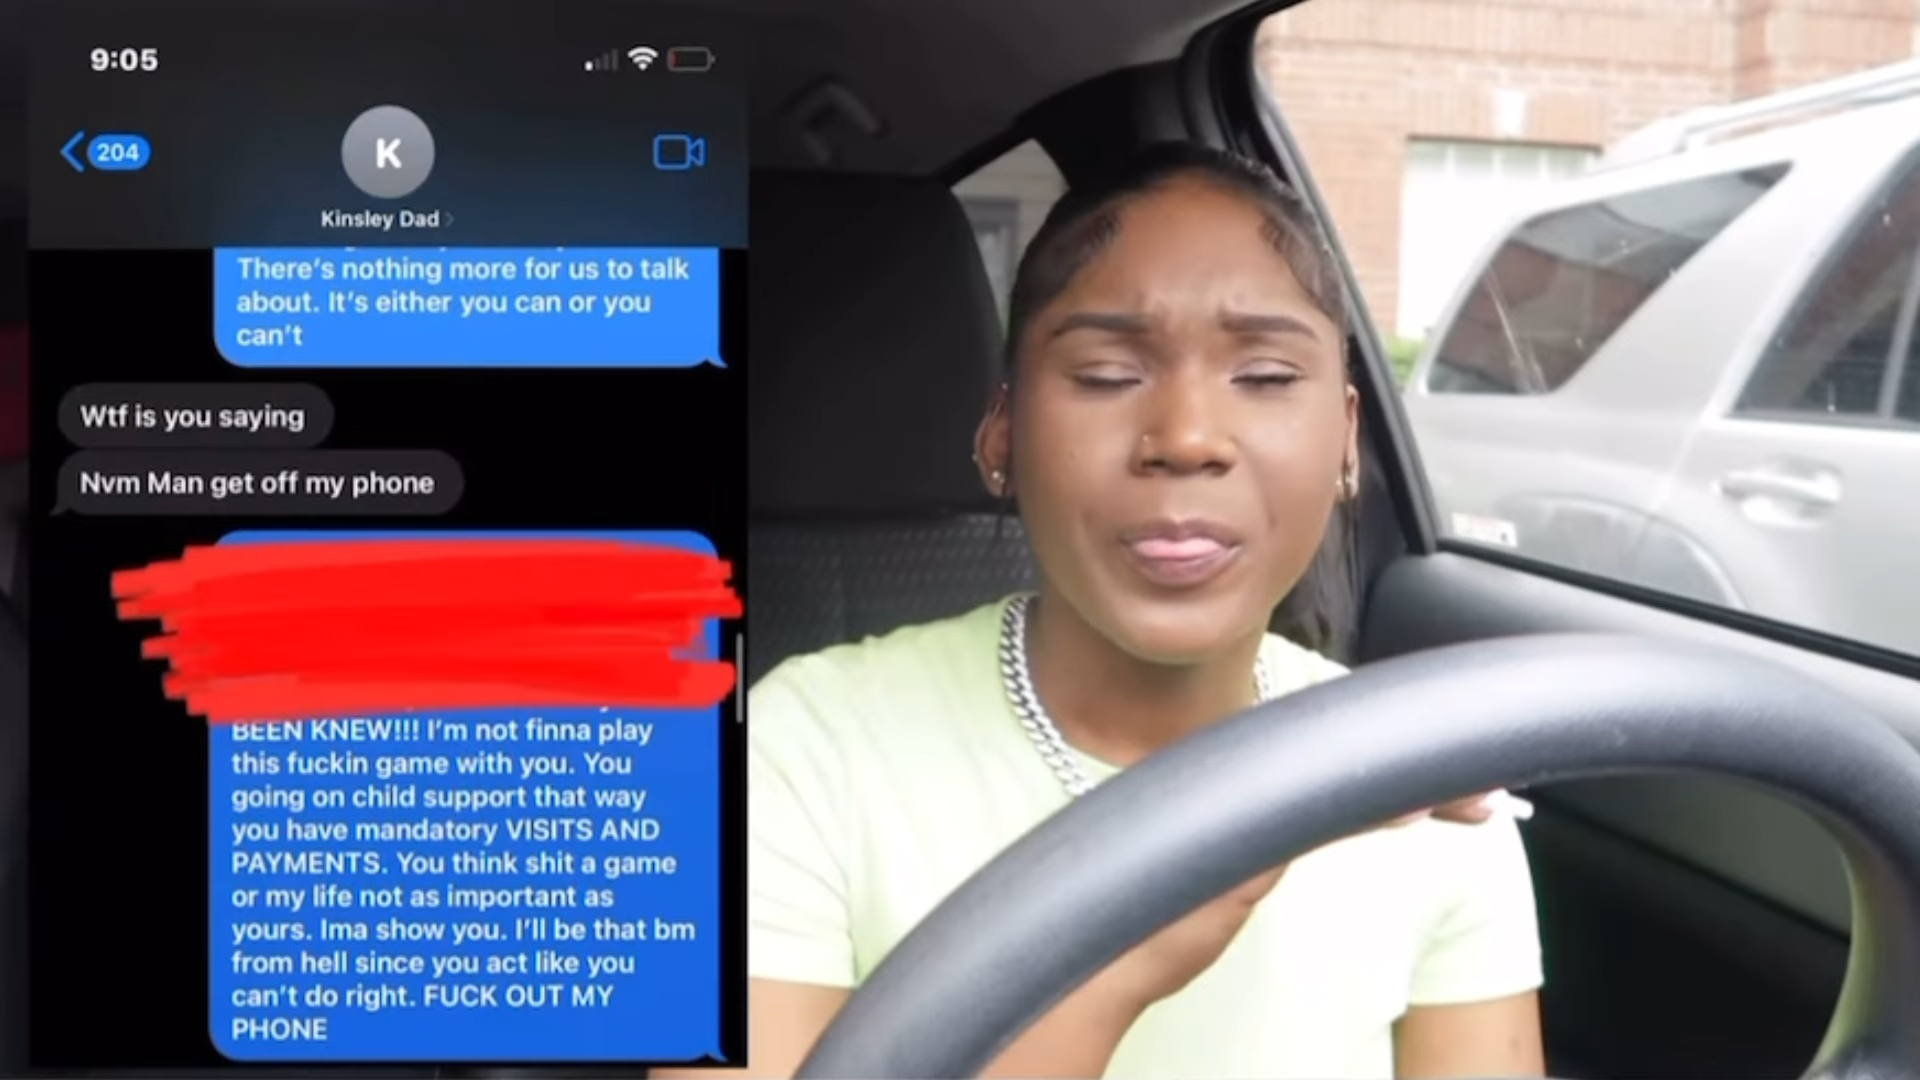 9:05
204
K
Kinsley Dad
There's nothing more for us to talk
about. It's either you can or you
can't
Wtf is you saying
Nvm Man get off my phone
BEEN KNEW!!! I'm not finna play
this fuckin game with you. You
going on child support that way
you have mandatory VISITS AND
PAYMENTS. You think shit a game
or my life not as important as
yours. Ima show you. I'll be that bm
from hell since you act like you
can't do right. FUCK OUT MY
PHONE